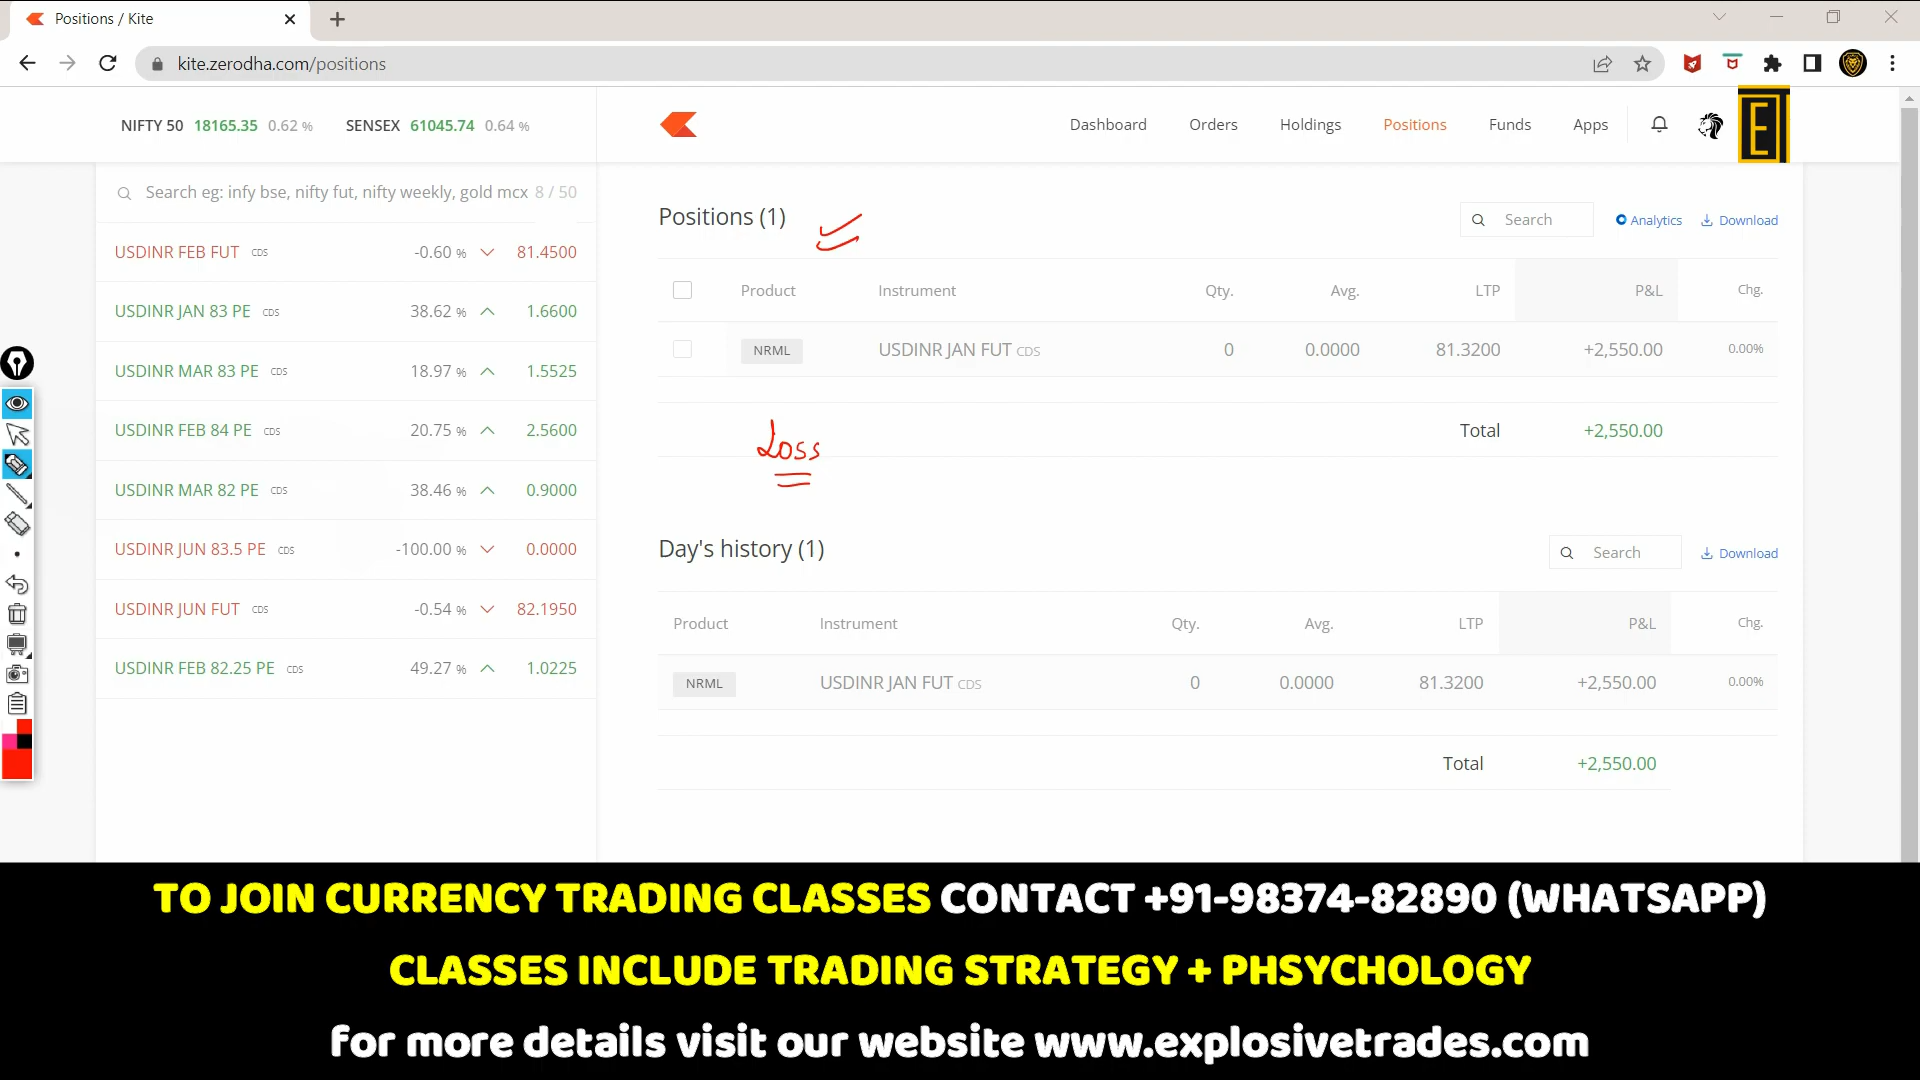 Positions / Kite
kite.zerodha.com/positions
NIFTY 50 18165.35 0.62 % SENSEX 61045.74 0.64 %
Dashboard Orders Holdings Positions Funds Apps
E
Search eg: infy bse, nifty fut, nifty weekly, gold mcx 8 / 50
USDINR FEB FUT CDS -0.60 % 81.4500
USDINR JAN 83 PE CDS 38.62 % 1.6600
USDINR MAR 83 PE CDS 18.97 % 1.5525
USDINR FEB 84 PE CDS 20.75 % 2.5600
USDINR MAR 82 PE CDS 38.46 % 0.9000
USDINR JUN 83.5 PE CDS -100.00 % 0.0000
USDINR JUN FUT CDS -0.54 % 82.1950
USDINR FEB 82.25 PE CDS 49.27 % 1.0225
Positions (1)
Search Analytics Download
Product Instrument Qty. Avg. LTP P&L Chg.
NRML USDINR JAN FUT CDS 0 0.0000 81.3200 +2,550.00 0.00%
Total +2,550.00
Loss
Day's history (1)
Search Download
Product Instrument Qty. Avg. LTP P&L Chg.
NRML USDINR JAN FUT CDS 0 0.0000 81.3200 +2,550.00 0.00%
Total +2,550.00
TO JOIN CURRENCY TRADING CLASSES CONTACT +91-98374-82890 (WHATSAPP)
CLASSES INCLUDE TRADING STRATEGY + PHSYCHOLOGY
for more details visit our website www.explosivetrades.com